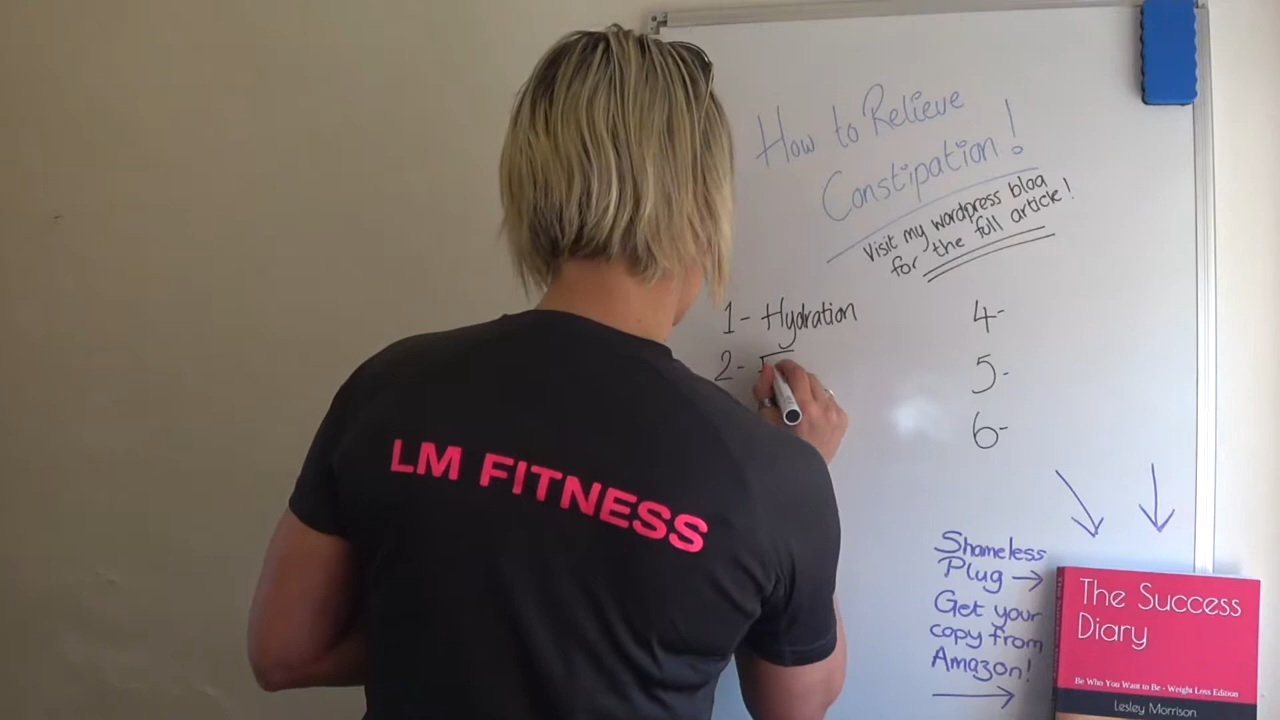 How to Relieve
Constipation!
Visit my wordpress bloa
for the full article!
1- Hydration
2-
4-
5-
6-
LM FITNESS
Shameless
Plug →
Get your
copy from
Amazon!
The Success
Diary
Be Who You Want to Be - Weight Loss Edition
Lesley Morrison